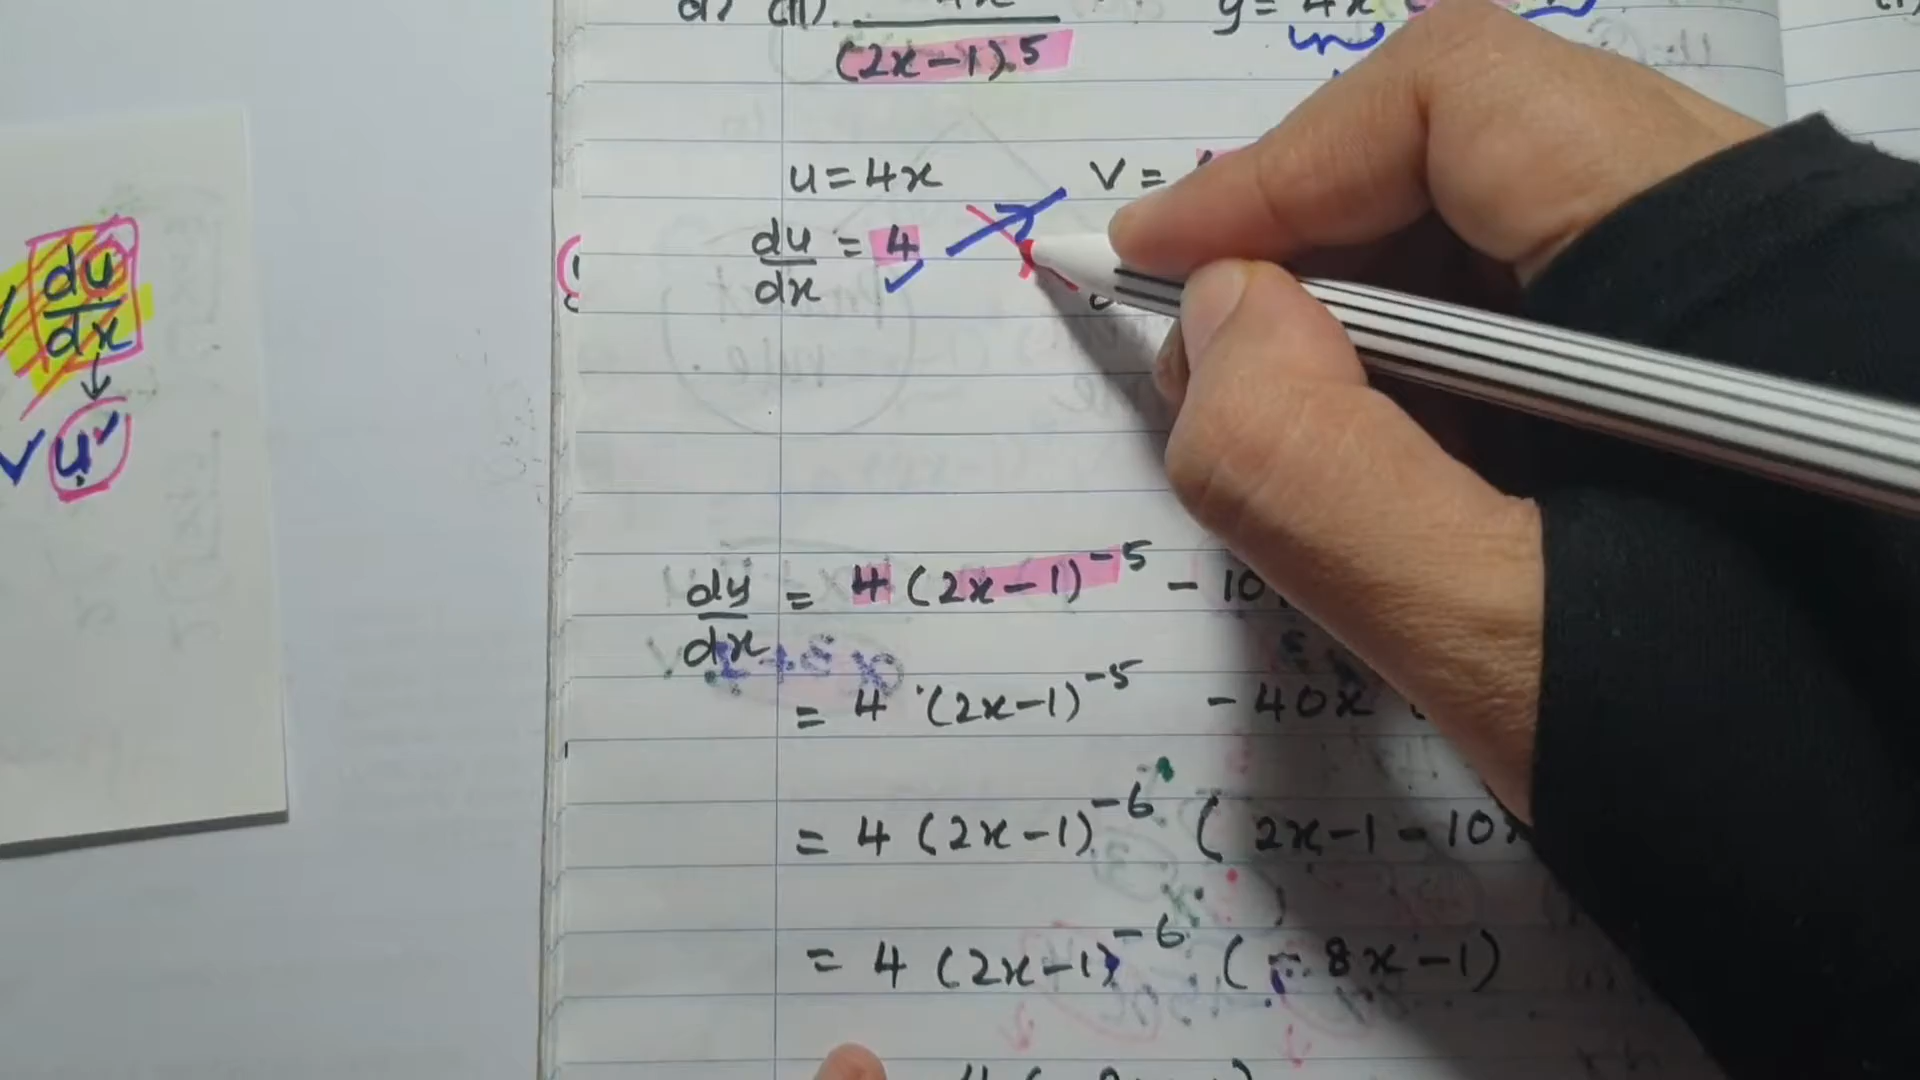 (2x-1)^5
y = 4x
u = 4x
v =
du/dx = 4
du/dx
u
dy/dx = 4(2x-1)^-5 - 10
= 4(2x-1)^-5 - 40x
= 4(2x-1)^-6 (2x-1-10x
= 4(2x-1)^-6 (-8x-1)